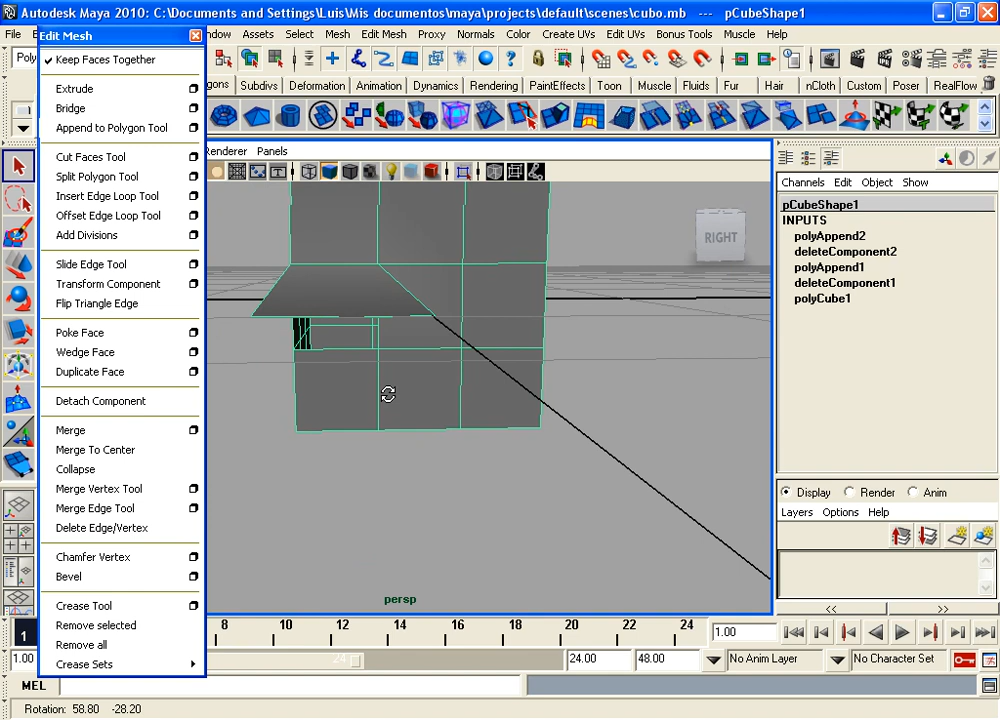 Autodesk Maya 2010: C:\Documents and Settings\Luis\Mis documentos\maya\projects\default\scenes\cubo.mb --- pCubeShape1
File
Edit Mesh
ndow Assets Select Mesh Edit Mesh Proxy Normals Color Create UVs Edit UVs Bonus Tools Muscle Help
Poly
gons Subdivs Deformation Animation Dynamics Rendering PaintEffects Toon Muscle Fluids Fur Hair nCloth Custom Poser RealFlow
Keep Faces Together
Extrude
Bridge
Append to Polygon Tool
Cut Faces Tool
Split Polygon Tool
Insert Edge Loop Tool
Offset Edge Loop Tool
Add Divisions
Slide Edge Tool
Transform Component
Flip Triangle Edge
Poke Face
Wedge Face
Duplicate Face
Detach Component
Merge
Merge To Center
Collapse
Merge Vertex Tool
Merge Edge Tool
Delete Edge/Vertex
Chamfer Vertex
Bevel
Crease Tool
Remove selected
Remove all
Crease Sets
Renderer Panels
RIGHT
persp
Channels Edit Object Show
pCubeShape1
INPUTS
polyAppend2
deleteComponent2
polyAppend1
deleteComponent1
polyCube1
Display Render Anim
Layers Options Help
<< >>
1 8 10 12 14 16 18 20 22 24 1.00
1.00 24 24.00 48.00 No Anim Layer No Character Set
MEL
Rotation: 58.80 -28.20